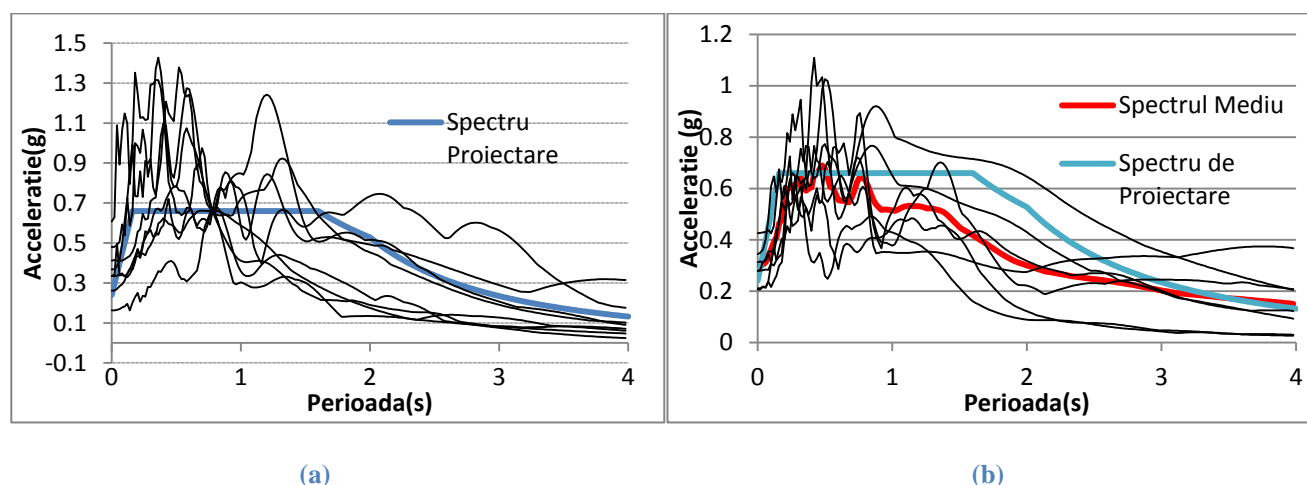 1.5
1.3
1.1
0.9
0.7
0.5
0.3
0.1
-0.1
Acceleratie(g)
0
1
2
3
4
Perioada(s)
Spectru
Proiectare
1.2
1
0.8
0.6
0.4
0.2
0
Acceleratie (g)
0
1
2
3
4
Perioada(s)
Spectrul Mediu
Spectru de
Proiectare
(a)
(b)